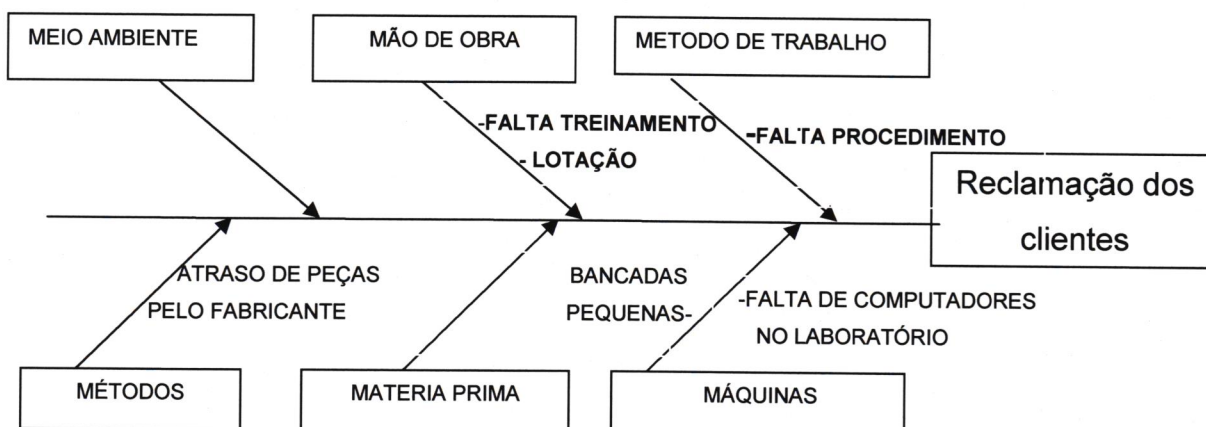 MEIO AMBIENTE
MÃO DE OBRA
METODO DE TRABALHO
-FALTA TREINAMENTO
- LOTAÇÃO
-FALTA PROCEDIMENTO
Reclamação dos
clientes
ATRASO DE PEÇAS
PELO FABRICANTE
BANCADAS
PEQUENAS-
-FALTA DE COMPUTADORES
NO LABORATÓRIO
MÉTODOS
MATERIA PRIMA
MÁQUINAS